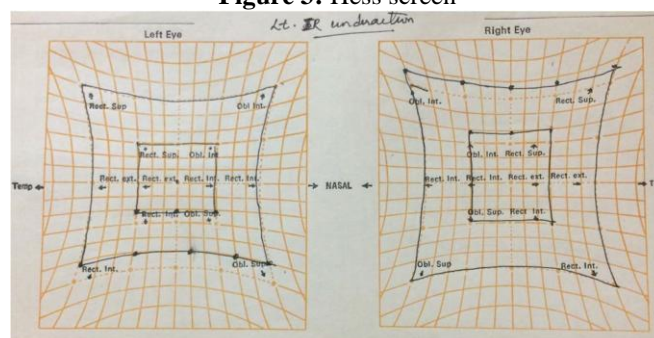 Figure 3: Hess screen
Lt. IR underaction
Left Eye
Right Eye
Rect. Sup
Obl Int.
Obl. Int.
Rect. Sup.
Rect. Sup. Obl. Int
Obl. Int. Rect. Sup.
Temp
Rect. ext. Rect. ext. Rect. Int. Rect. Int.
NASAL
Rect. Int Rect. Int. Rect. ext. Rect. ext.
T
Rect. Int. Obl. Sup.
Obl. Sup Rect Int.
Rect. Int.
Obl. Sup.
Obl. Sup
Rect. Int.